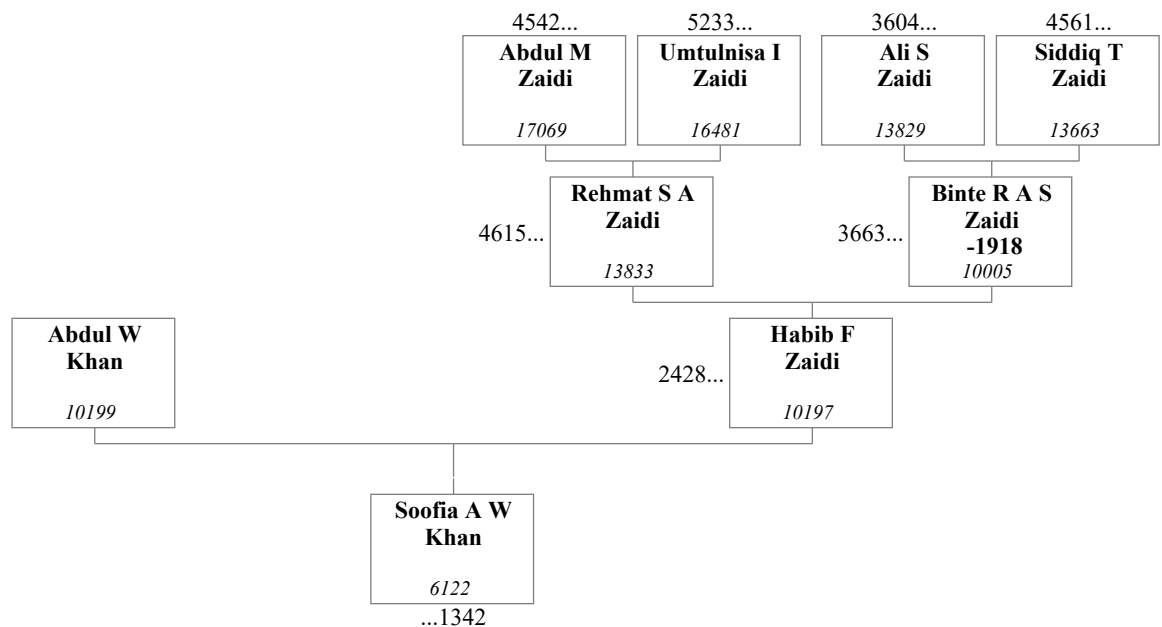 4542... 5233... 3604... 4561...
Abdul M Umtulnisa I Ali S Siddiq T
Zaidi Zaidi Zaidi Zaidi
17069 16481 13829 13663
Rehmat S A Binte R A S
Zaidi Zaidi
4615... 3663... -1918
13833 10005
Abdul W Habib F
Khan Zaidi
2428...
10199 10197
Soofia A W
Khan
6122
...1342